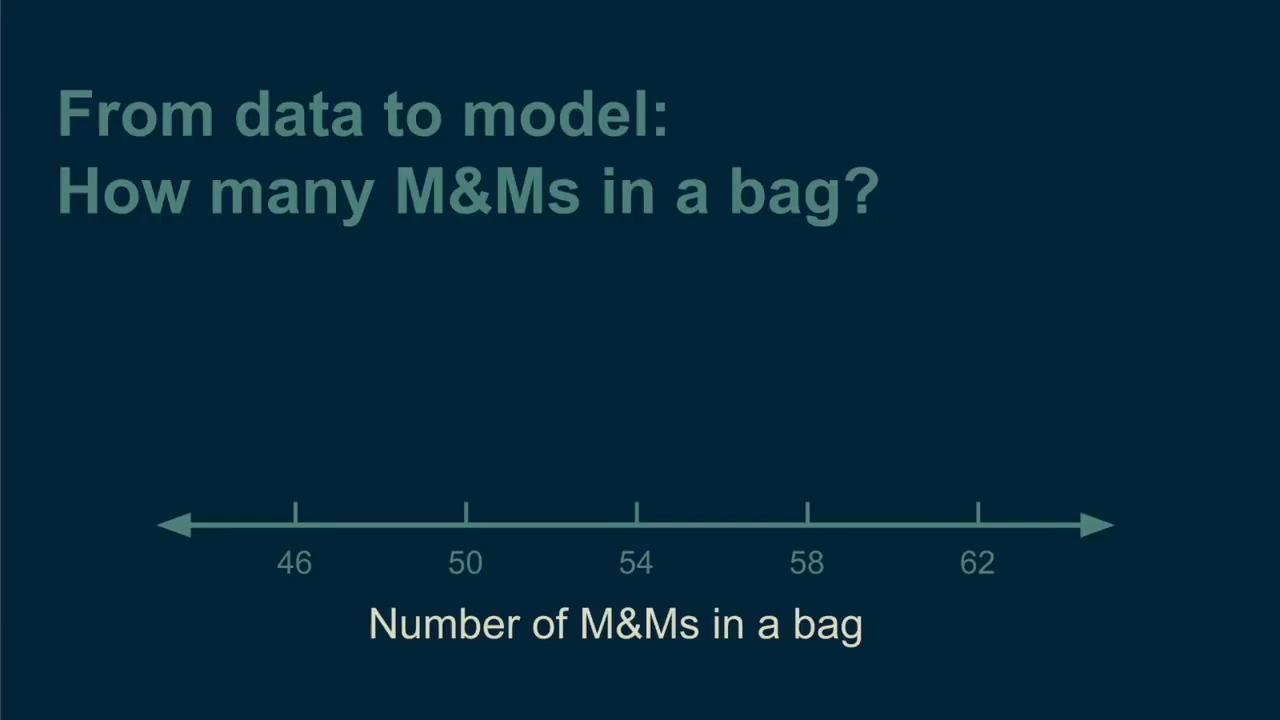 From data to model:
How many M&Ms in a bag?
46 50 54 58 62
Number of M&Ms in a bag